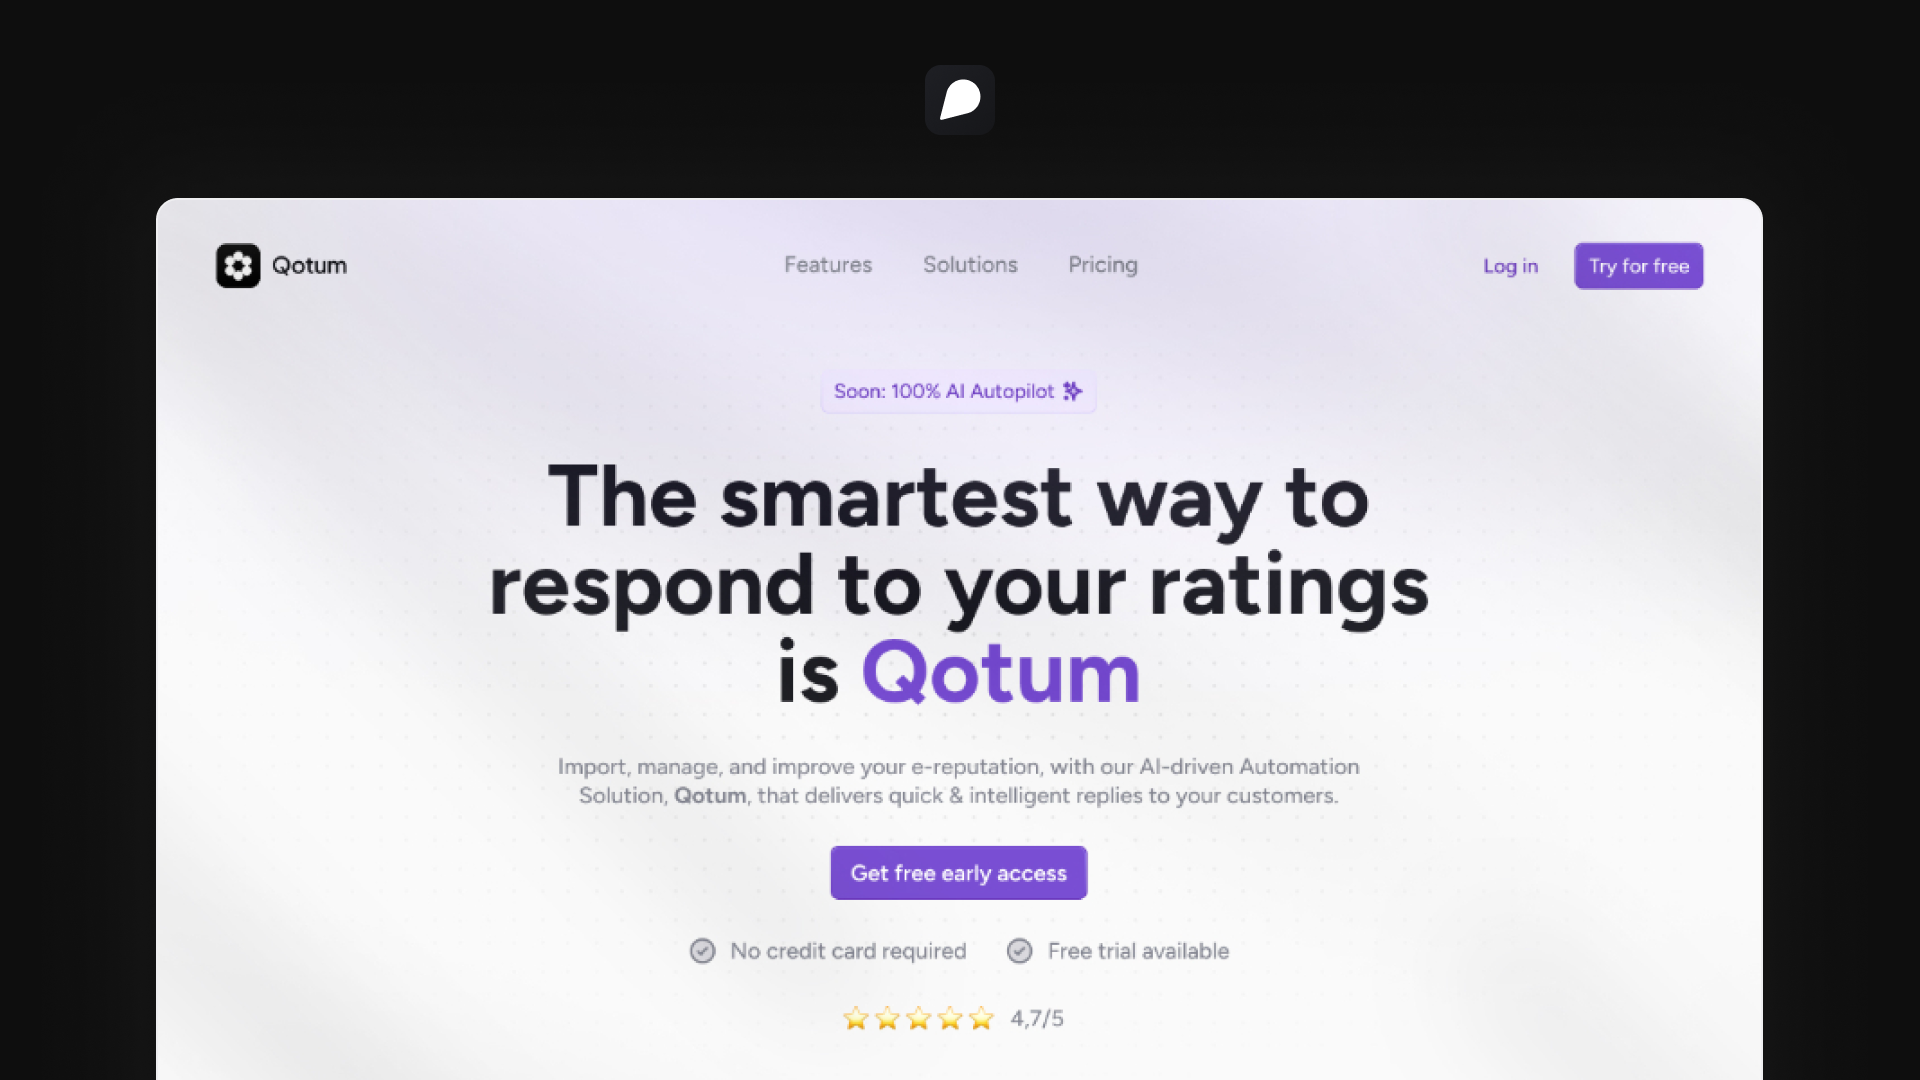 Qotum
Features
Solutions
Pricing
Log in
Try for free
Soon: 100% AI Autopilot
The smartest way to
respond to your ratings
is Qotum
Import, manage, and improve your e-reputation, with our AI-driven Automation
Solution, Qotum, that delivers quick & intelligent replies to your customers.
Get free early access
No credit card required
Free trial available
4,7/5